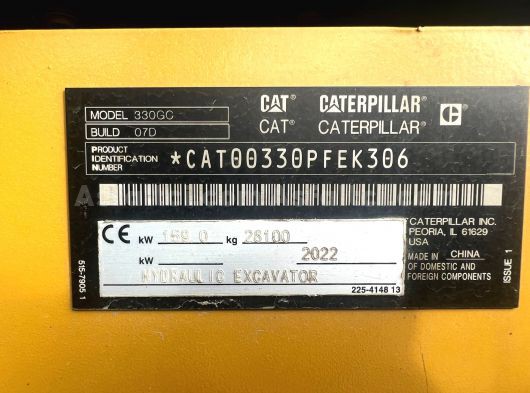 MODEL 330GC
BUILD 07D
CAT® CATERPILLAR® C®
CAT® CATERPILLAR®
PRODUCT
IDENTIFICATION
NUMBER
*CAT00330PFEK306
CE kW 159.0 kg 28100
kW 2022
HYDRAULIC EXCAVATOR
225-4148 13
CATERPILLAR INC.
PEORIA, IL 61629
USA
MADE IN CHINA
OF DOMESTIC AND
FOREIGN COMPONENTS
515-7905 1
ISSUE 1